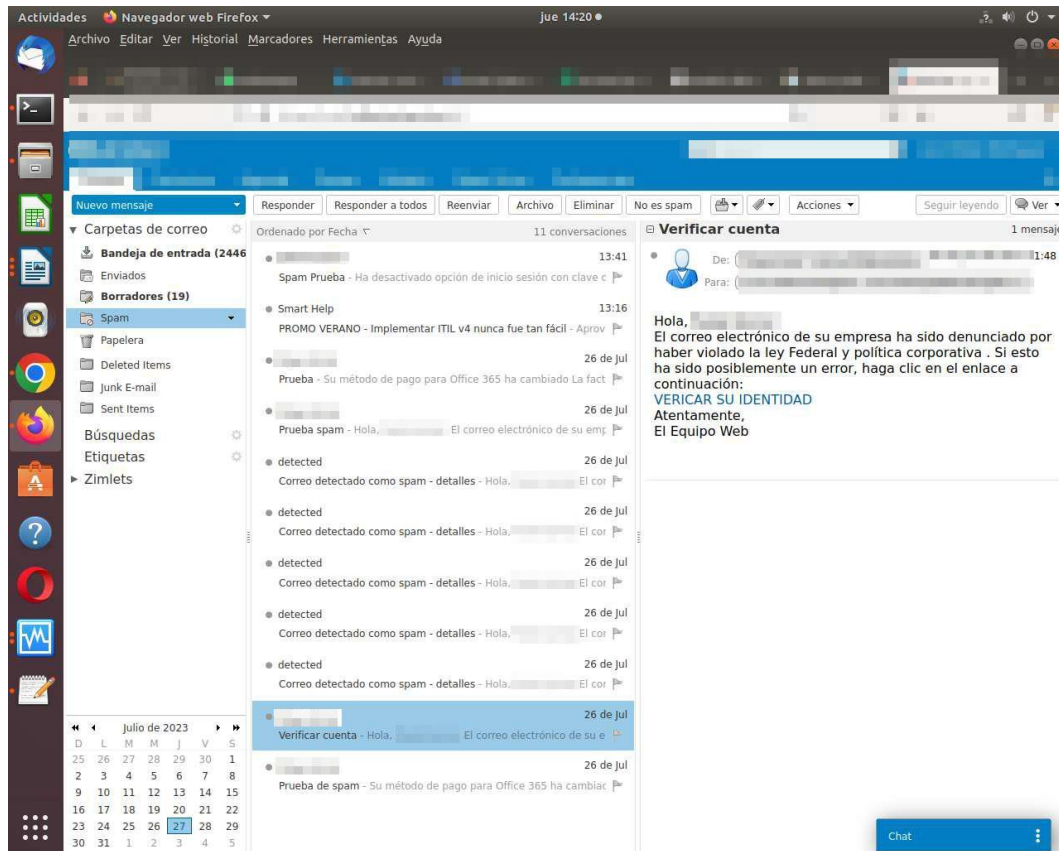 Actividades Navegador web Firefox jue 14:20
Archivo Editar Ver Historial Marcadores Herramientas Ayuda
Nuevo mensaje Responder Responder a todos Reenviar Archivo Eliminar No es spam Acciones Seguir leyendo Ver
Carpetas de correo
Bandeja de entrada (2446
Enviados
Borradores (19)
Spam
Papelera
Deleted Items
Junk E-mail
Sent Items
Búsquedas
Etiquetas
Zimlets
Julio de 2023
D L M M J V S
25 26 27 28 29 30 1
2 3 4 5 6 7 8
9 10 11 12 13 14 15
16 17 18 19 20 21 22
23 24 25 26 27 28 29
30 31 1 2 3 4 5
Ordenado por Fecha 11 conversaciones
13:41
Spam Prueba - Ha desactivado opción de inicio sesión con clave c
Smart Help 13:16
PROMO VERANO - Implementar ITIL v4 nunca fue tan fácil - Aprov
26 de Jul
Prueba - Su método de pago para Office 365 ha cambiado La fact
26 de Jul
Prueba spam - Hola, El correo electrónico de su emp
detected 26 de Jul
Correo detectado como spam - detalles - Hola, El cor
detected 26 de Jul
Correo detectado como spam - detalles - Hola, El cor
detected 26 de Jul
Correo detectado como spam - detalles - Hola, El cor
detected 26 de Jul
Correo detectado como spam - detalles - Hola, El cor
detected 26 de Jul
Correo detectado como spam - detalles - Hola, El cor
26 de Jul
Verificar cuenta - Hola, El correo electrónico de su e
26 de Jul
Prueba de spam - Su método de pago para Office 365 ha cambiac
Verificar cuenta 1 mensaje
De: 1:48
Para:
Hola,
El correo electrónico de su empresa ha sido denunciado por
haber violado la ley Federal y política corporativa . Si esto
ha sido posiblemente un error, haga clic en el enlace a
continuación:
VERICAR SU IDENTIDAD
Atentamente,
El Equipo Web
Chat